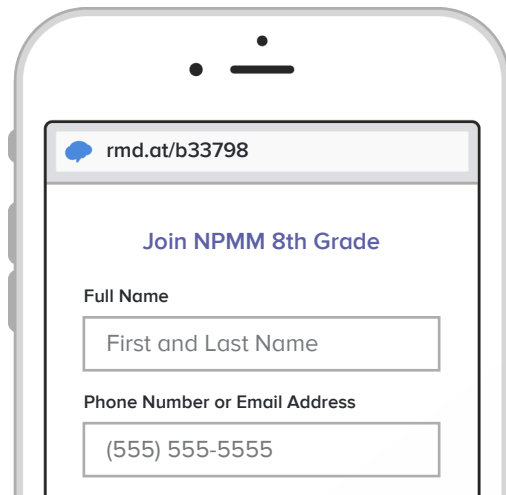 rmd.at/b33798
Join NPMM 8th Grade
Full Name
First and Last Name
Phone Number or Email Address
(555) 555-5555